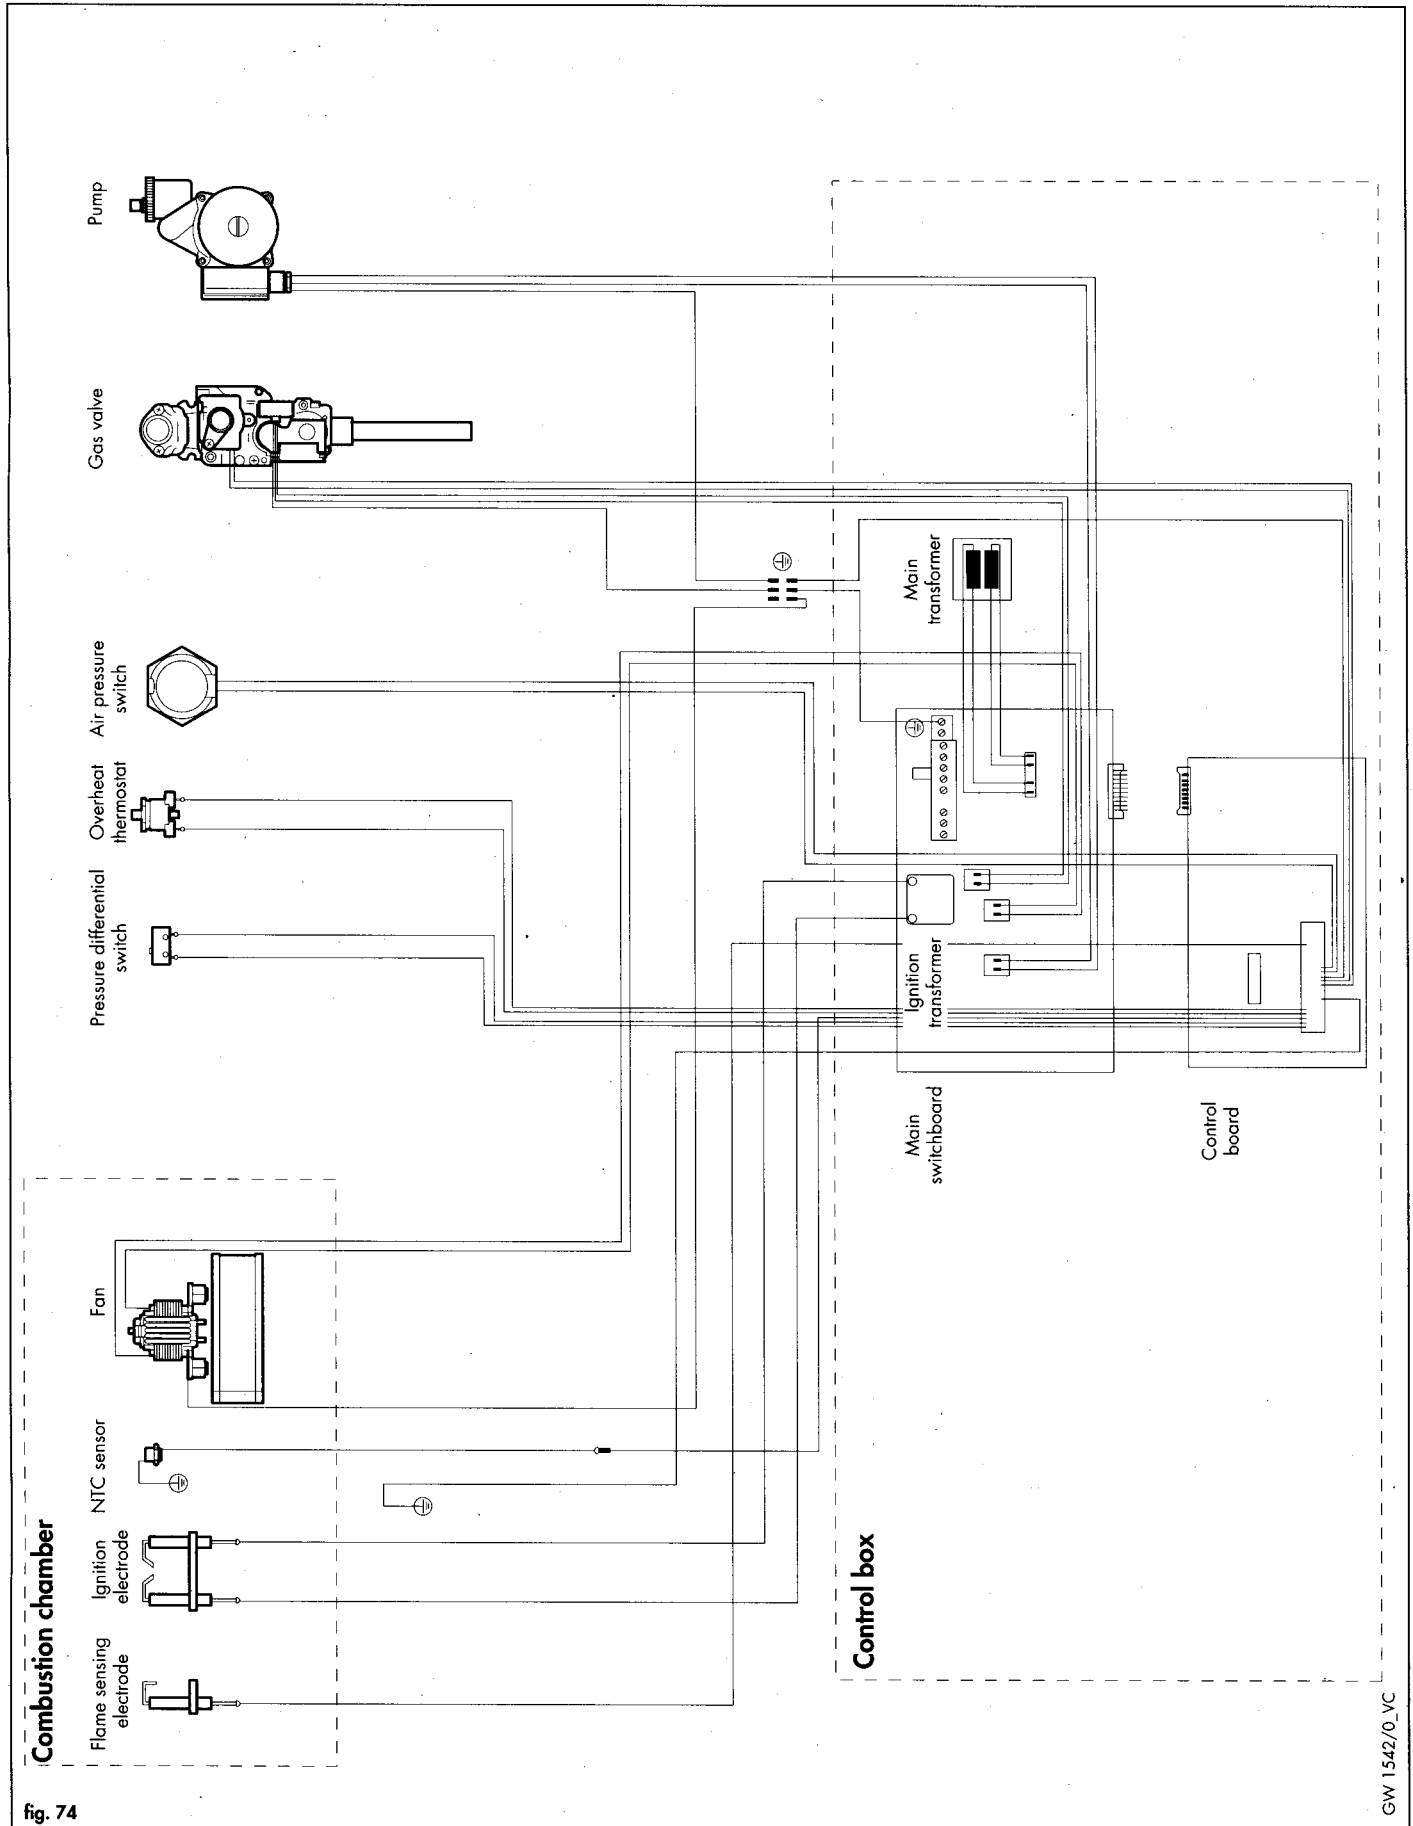 Combustion chamber
Flame sensing
electrode
Ignition
electrode
NTC sensor
Fan
Pressure differential
switch
Overheat
thermostat
Air pressure
switch
Gas valve
Pump
Control box
Main
switchboard
Ignition
transformer
Main
transformer
Control
board
fig. 74
GW 1542/0_VC